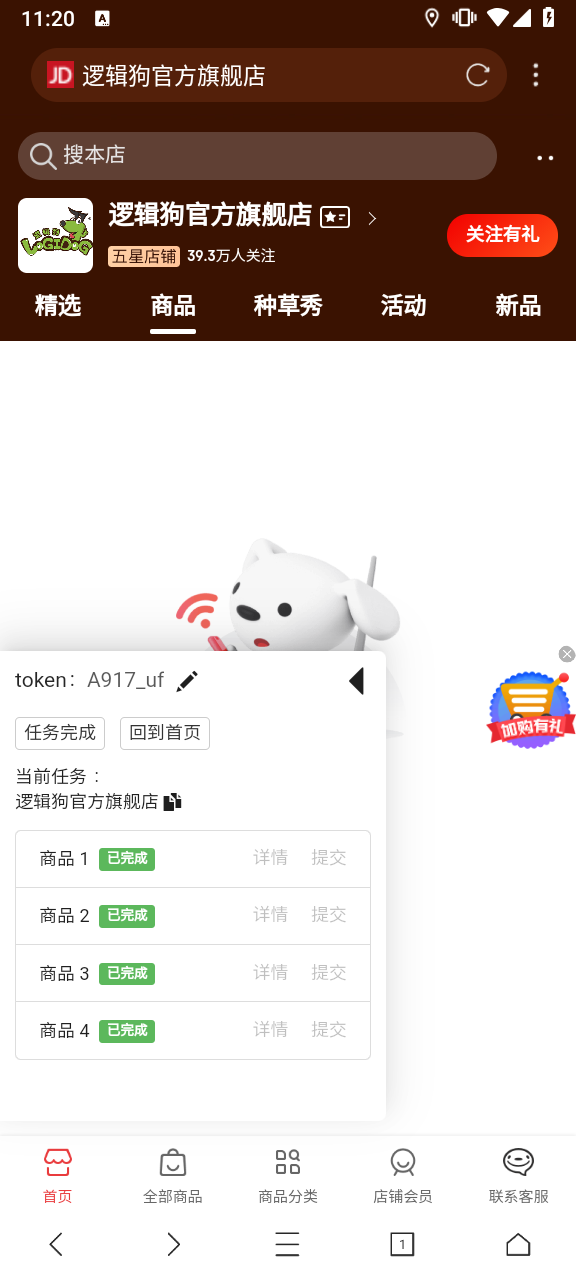 11:20
A
JD 逻辑狗官方旗舰店
搜本店
逻辑狗
LOGIDOG
逻辑狗官方旗舰店
五星店铺 39.3万人关注
关注有礼
精选 商品 种草秀 活动 新品
token: A917_uf
任务完成 回到首页
当前任务：
逻辑狗官方旗舰店
商品 1 已完成 详情 提交
商品 2 已完成 详情 提交
商品 3 已完成 详情 提交
商品 4 已完成 详情 提交
加购有礼
首页 全部商品 商品分类 店铺会员 联系客服
1